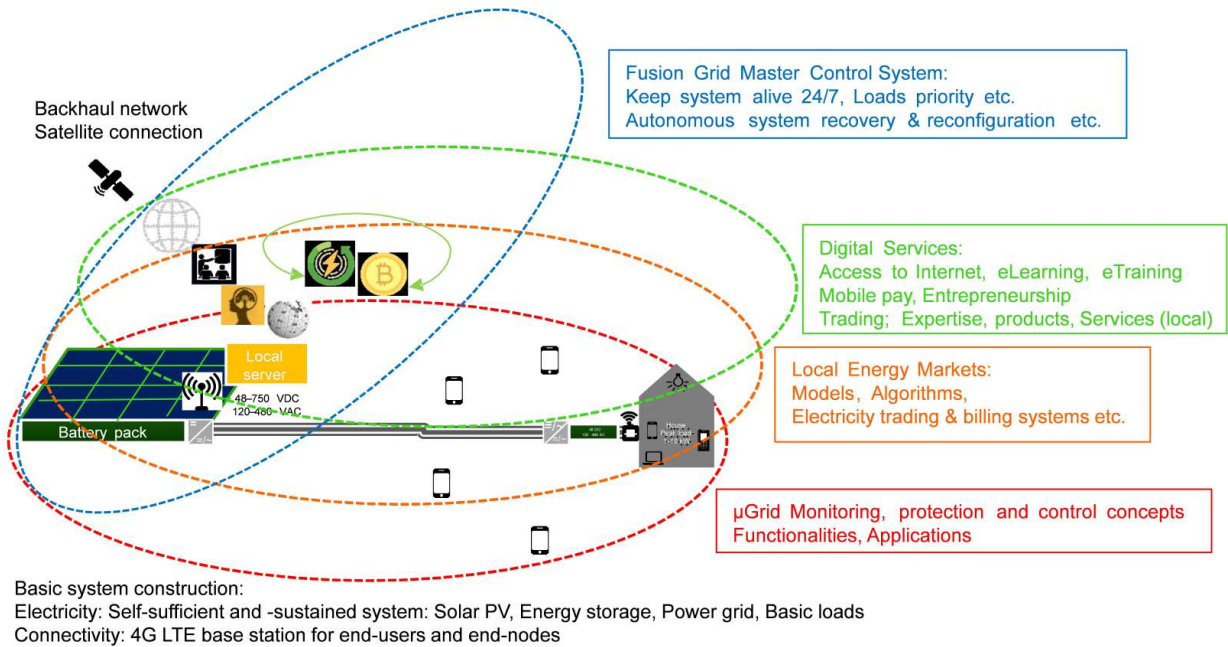 Backhaul network
Satellite connection
Fusion Grid Master Control System:
Keep system alive 24/7, Loads priority etc.
Autonomous system recovery & reconfiguration etc.
Digital Services:
Access to Internet, eLearning, eTraining
Mobile pay, Entrepreneurship
Trading; Expertise, products, Services (local)
Local Energy Markets:
Models, Algorithms,
Electricity trading & billing systems etc.
µGrid Monitoring, protection and control concepts
Functionalities, Applications
Local
server
48–750 VDC
120–480 VAC
Battery pack
House
Peak load
Basic system construction:
Electricity: Self-sufficient and -sustained system: Solar PV, Energy storage, Power grid, Basic loads
Connectivity: 4G LTE base station for end-users and end-nodes